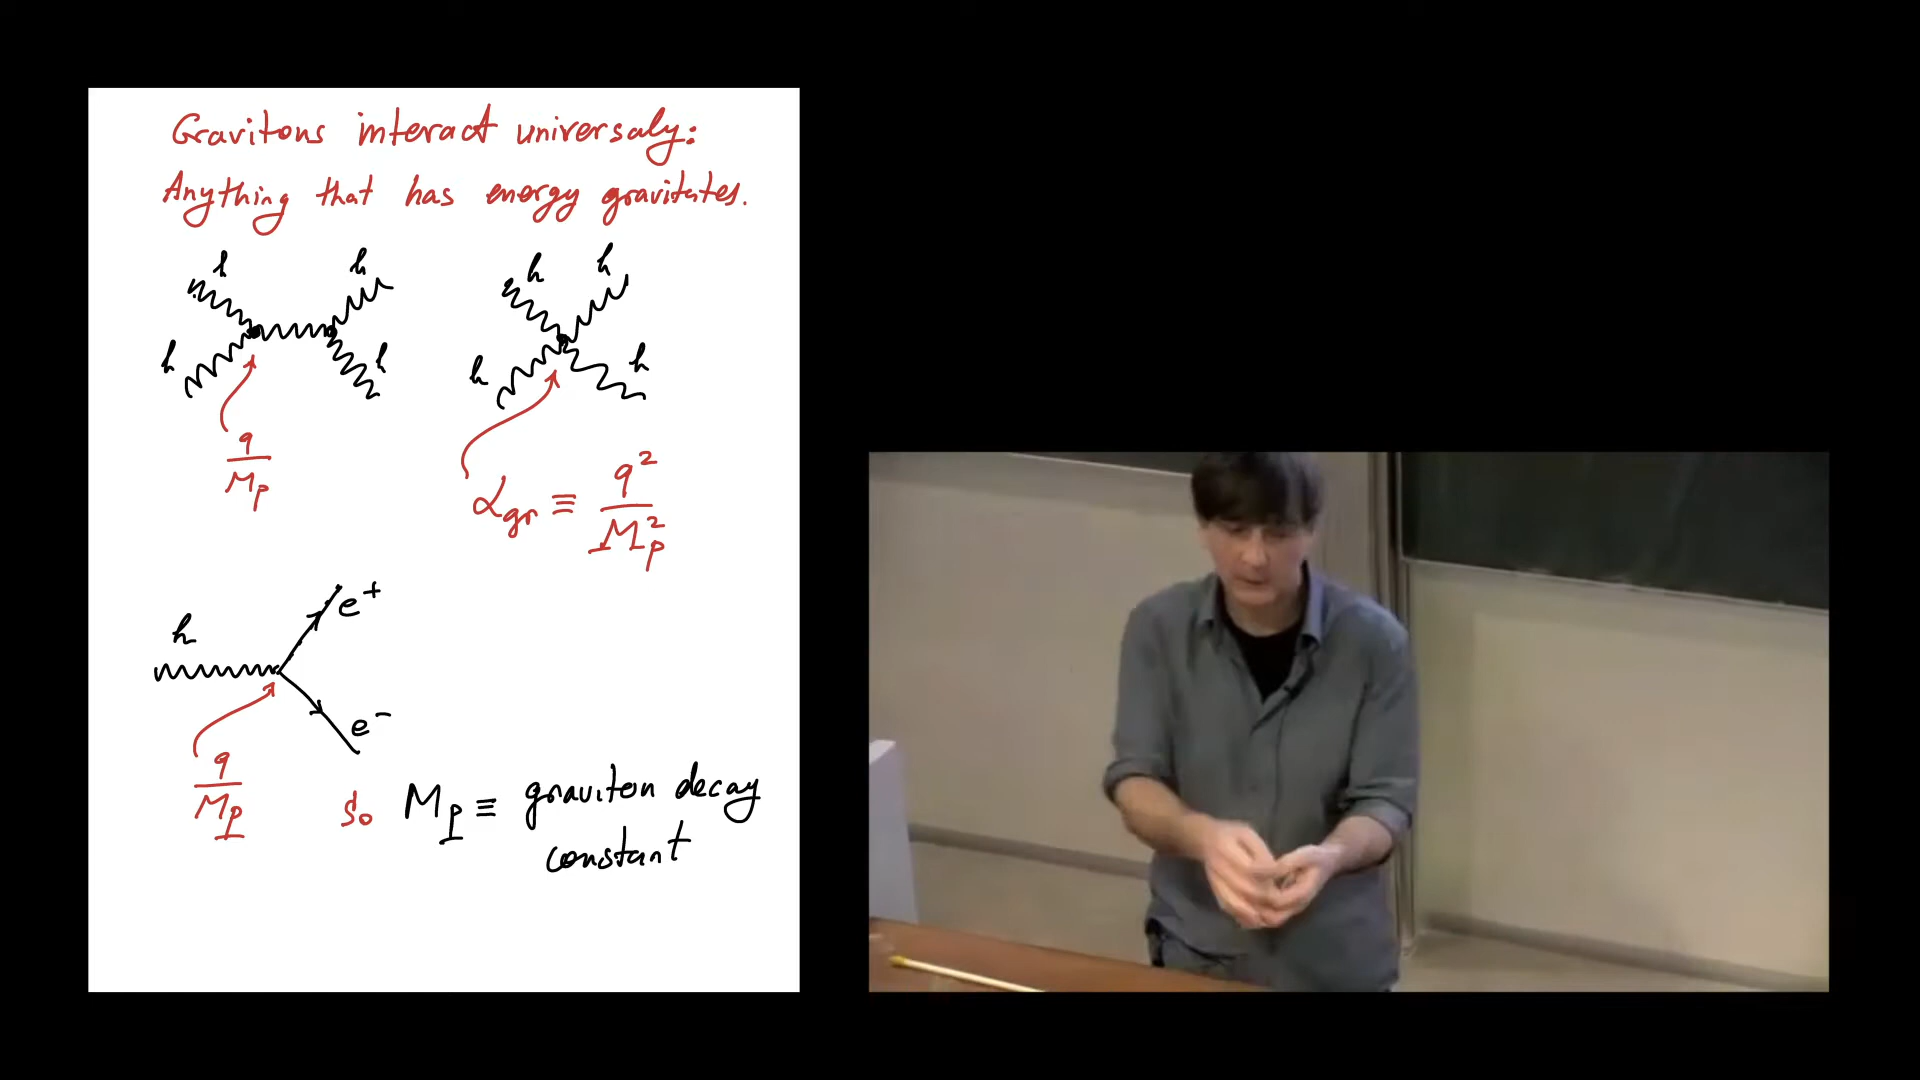 Gravitons interact universaly:
Anything that has energy gravitates.
h h h h
h h h h
q/Mp
αgr ≡ q²/Mp²
h
e+
e−
q/Mp
So Mp ≡ graviton decay
constant